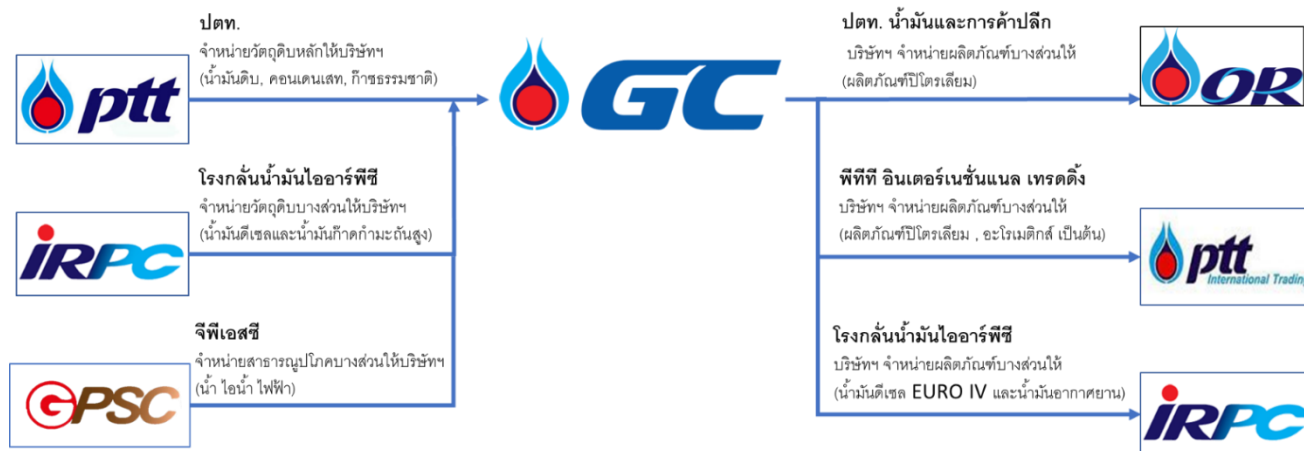 ปตท.
จำหน่ายวัตถุดิบหลักให้บริษัทฯ
(น้ำมันดิบ, คอนเดนเสท, ก๊าซธรรมชาติ)
ptt
โรงกลั่นน้ำมันไออาร์พีซี
จำหน่ายวัตถุดิบบางส่วนให้บริษัทฯ
(น้ำมันดีเซลและน้ำมันก๊าดกำมะถันสูง)
IRPC
จีพีเอสซี
จำหน่ายสาธารณูปโภคบางส่วนให้บริษัทฯ
(น้ำ ไอน้ำ ไฟฟ้า)
GPSC
GC
ปตท. น้ำมันและการค้าปลีก
บริษัทฯ จำหน่ายผลิตภัณฑ์บางส่วนให้
(ผลิตภัณฑ์ปิโตรเลียม)
OR
พีทีที อินเตอร์เนชั่นแนล เทรดดิ้ง
บริษัทฯ จำหน่ายผลิตภัณฑ์บางส่วนให้
(ผลิตภัณฑ์ปิโตรเลียม , อะโรเมติกส์ เป็นต้น)
ptt
International Trading
โรงกลั่นน้ำมันไออาร์พีซี
บริษัทฯ จำหน่ายผลิตภัณฑ์บางส่วนให้
(น้ำมันดีเซล EURO IV และน้ำมันอากาศยาน)
IRPC